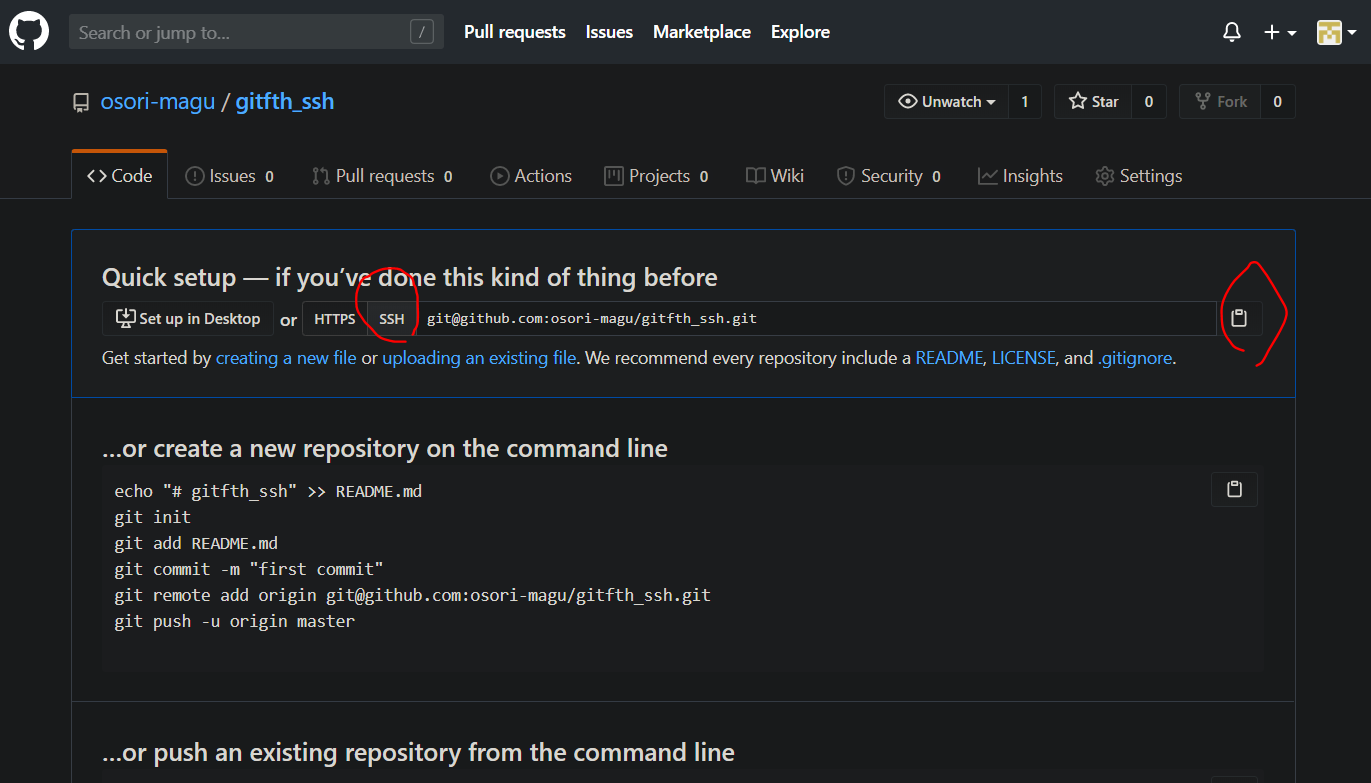 Search or jump to... / Pull requests Issues Marketplace Explore
osori-magu / gitfth_ssh Unwatch 1 Star 0 Fork 0
Code Issues 0 Pull requests 0 Actions Projects 0 Wiki Security 0 Insights Settings
Quick setup — if you’ve done this kind of thing before
Set up in Desktop or HTTPS SSH git@github.com:osori-magu/gitfth_ssh.git
Get started by creating a new file or uploading an existing file. We recommend every repository include a README, LICENSE, and .gitignore.
…or create a new repository on the command line
echo "# gitfth_ssh" >> README.md
git init
git add README.md
git commit -m "first commit"
git remote add origin git@github.com:osori-magu/gitfth_ssh.git
git push -u origin master
…or push an existing repository from the command line